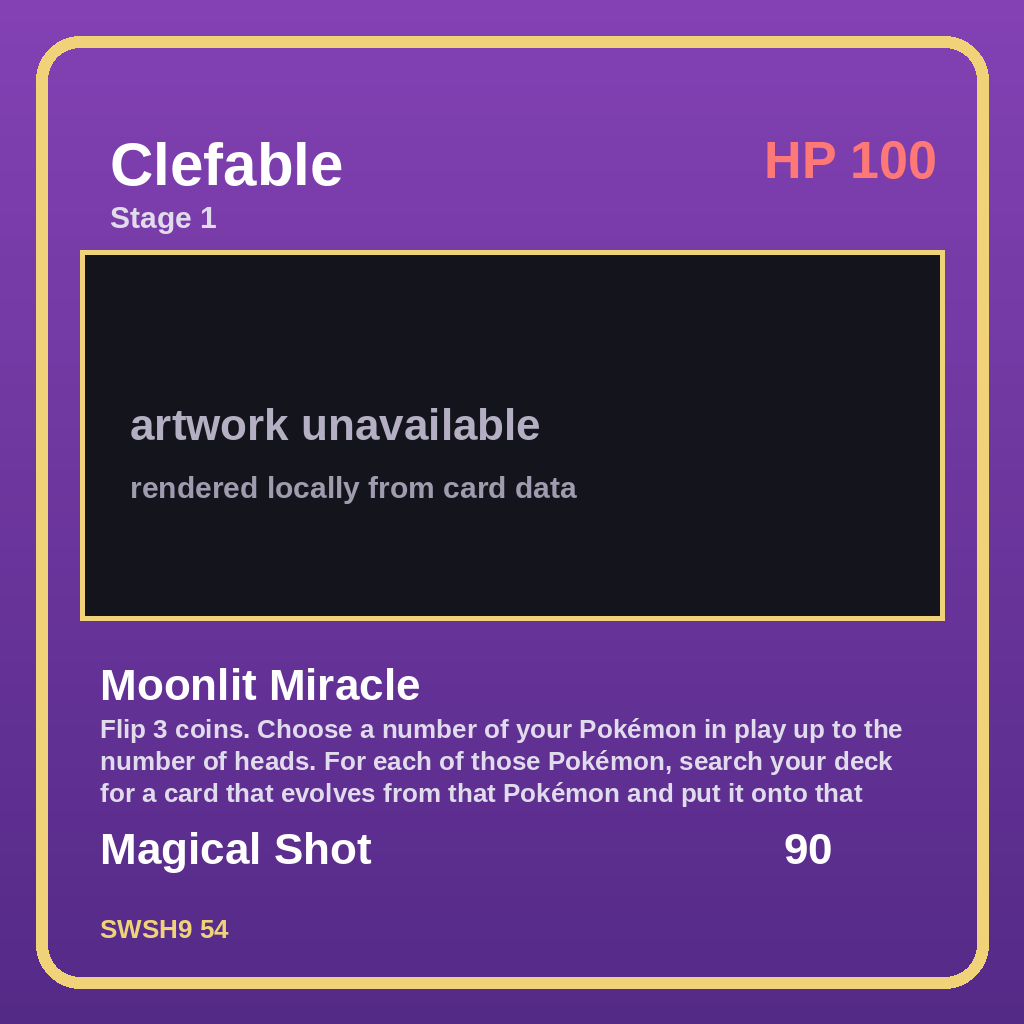 Clefable
HP 100
Stage 1
artwork unavailable
rendered locally from card data
Moonlit Miracle
Flip 3 coins. Choose a number of your Pokémon in play up to the
number of heads. For each of those Pokémon, search your deck
for a card that evolves from that Pokémon and put it onto that
Magical Shot 90
SWSH9 54